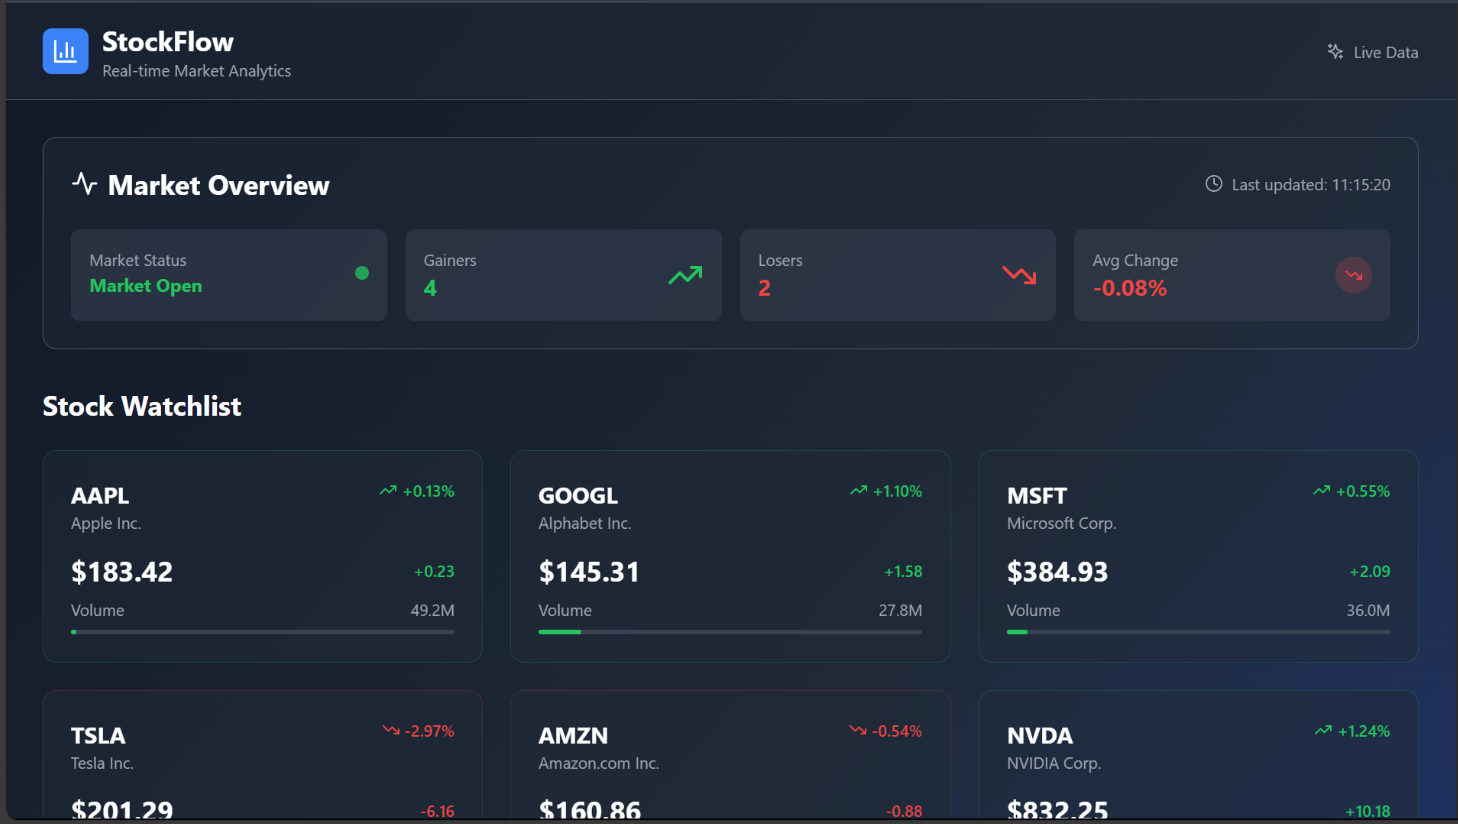 StockFlow
Real-time Market Analytics
Live Data
Market Overview
Last updated: 11:15:20
Market Status
Market Open
Gainers
4
Losers
2
Avg Change
-0.08%
Stock Watchlist
AAPL
+0.13%
Apple Inc.
$183.42
+0.23
Volume
49.2M
GOOGL
+1.10%
Alphabet Inc.
$145.31
+1.58
Volume
27.8M
MSFT
+0.55%
Microsoft Corp.
$384.93
+2.09
Volume
36.0M
TSLA
-2.97%
Tesla Inc.
$201.29
-6.16
AMZN
-0.54%
Amazon.com Inc.
$160.86
-0.88
NVDA
+1.24%
NVIDIA Corp.
$832.25
+10.18